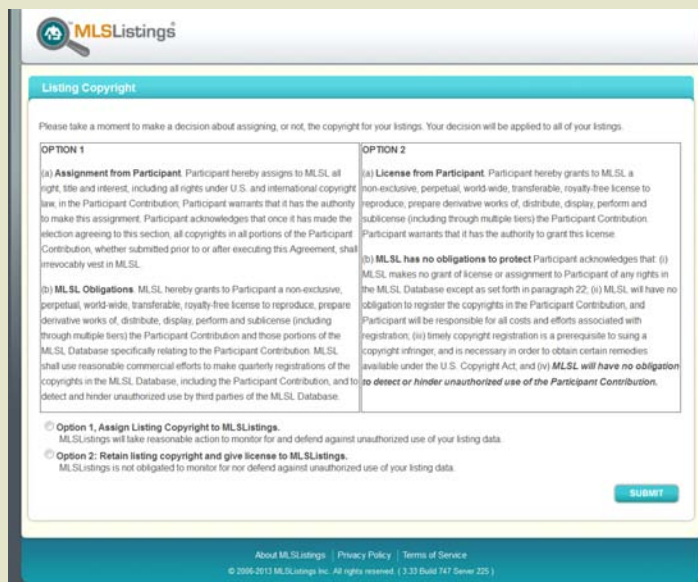 MLSListings
Listing Copyright
Please take a moment to make a decision about assigning, or not, the copyright for your listings. Your decision will be applied to all of your listings.
OPTION 1
(a) Assignment from Participant. Participant hereby assigns to MLSL all
right, title and interest, including all rights under U.S. and international copyright
law, in the Participant Contribution; Participant warrants that it has the authority
to make this assignment. Participant acknowledges that once it has made the
election agreeing to this section, all copyrights in all portions of the Participant
Contribution, whether submitted prior to or after executing this Agreement, shall
irrevocably vest in MLSL.
(b) MLSL Obligations. MLSL hereby grants to Participant a non-exclusive,
perpetual, world-wide, transferable, royalty-free license to reproduce, prepare
derivative works of, distribute, display, perform and sublicense (including
through multiple tiers) the Participant Contribution and those portions of the
MLSL Database specifically relating to the Participant Contribution. MLSL
shall use reasonable commercial efforts to make quarterly registrations of the
copyrights in the MLSL Database, including the Participant Contribution, and to
detect and hinder unauthorized use by third parties of the MLSL Database.
OPTION 2
(a) License from Participant. Participant hereby grants to MLSL a
non-exclusive, perpetual, world-wide, transferable, royalty-free license to
reproduce, prepare derivative works of, distribute, display, perform and
sublicense (including through multiple tiers) the Participant Contribution.
Participant warrants that it has the authority to grant this license.
(b) MLSL has no obligations to protect Participant acknowledges that: (i)
MLSL makes no grant of license or assignment to Participant of any rights in
the MLSL Database except as set forth in paragraph 22; (ii) MLSL will have no
obligation to register the copyrights in the Participant Contribution, and
Participant will be responsible for all costs and efforts associated with
registration; (iii) timely copyright registration is a prerequisite to suing a
copyright infringer, and is necessary in order to obtain certain remedies
available under the U.S. Copyright Act; and (iv) MLSL will have no obligation
to detect or hinder unauthorized use of the Participant Contribution.
Option 1, Assign Listing Copyright to MLSListings.
MLSListings will take reasonable action to monitor for and defend against unauthorized use of your listing data.
Option 2: Retain listing copyright and give license to MLSListings.
MLSListings is not obligated to monitor for nor defend against unauthorized use of your listing data.
SUBMIT
About MLSListings | Privacy Policy | Terms of Service
© 2006-2013 MLSListings Inc. All rights reserved. ( 3.33 Build 747 Server 225 )